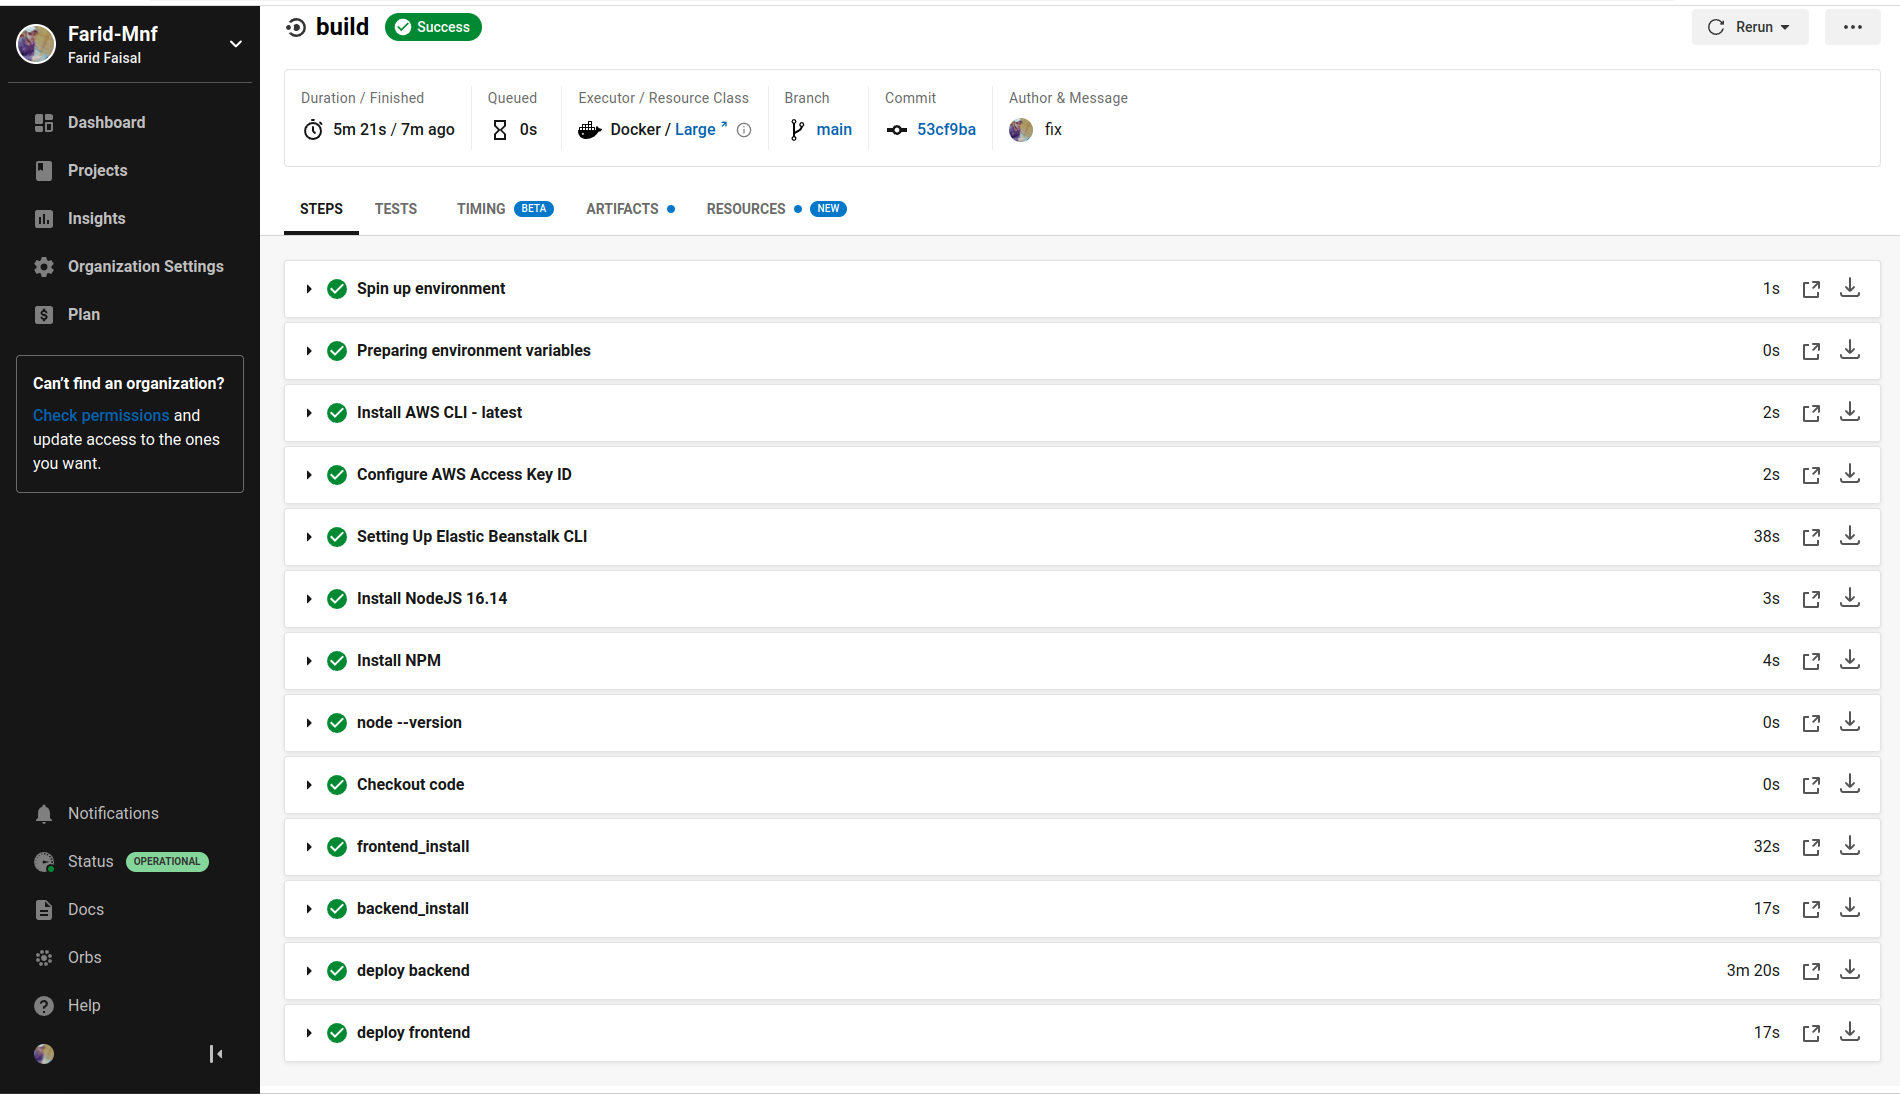 Farid-Mnf
Farid Faisal
Dashboard
Projects
Insights
Organization Settings
Plan
Can't find an organization?
Check permissions and
update access to the ones
you want.
Notifications
Status OPERATIONAL
Docs
Orbs
Help
build Success
Rerun
Duration / Finished
5m 21s / 7m ago
Queued
0s
Executor / Resource Class
Docker / Large
Branch
main
Commit
53cf9ba
Author & Message
fix
STEPS TESTS TIMING BETA ARTIFACTS RESOURCES NEW
Spin up environment 1s
Preparing environment variables 0s
Install AWS CLI - latest 2s
Configure AWS Access Key ID 2s
Setting Up Elastic Beanstalk CLI 38s
Install NodeJS 16.14 3s
Install NPM 4s
node --version 0s
Checkout code 0s
frontend_install 32s
backend_install 17s
deploy backend 3m 20s
deploy frontend 17s